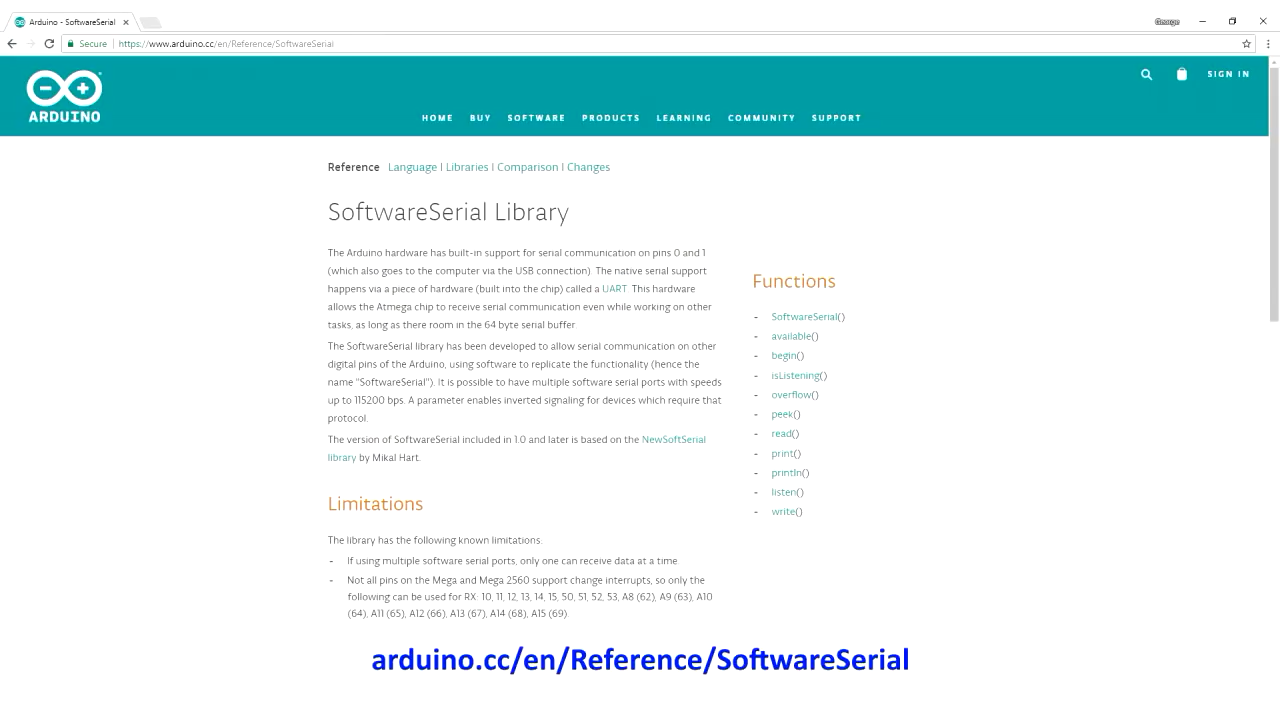 Arduino - SoftwareSerial
George
Secure
https://www.arduino.cc/en/Reference/SoftwareSerial
ARDUINO
SIGN IN
HOME BUY SOFTWARE PRODUCTS LEARNING COMMUNITY SUPPORT
Reference Language | Libraries | Comparison | Changes
SoftwareSerial Library
The Arduino hardware has built-in support for serial communication on pins 0 and 1
(which also goes to the computer via the USB connection). The native serial support
happens via a piece of hardware (built into the chip) called a UART. This hardware
allows the Atmega chip to receive serial communication even while working on other
tasks, as long as there room in the 64 byte serial buffer.
The SoftwareSerial library has been developed to allow serial communication on other
digital pins of the Arduino, using software to replicate the functionality (hence the
name "SoftwareSerial"). It is possible to have multiple software serial ports with speeds
up to 115200 bps. A parameter enables inverted signaling for devices which require that
protocol.
The version of SoftwareSerial included in 1.0 and later is based on the NewSoftSerial
library by Mikal Hart.
Limitations
The library has the following known limitations:
- If using multiple software serial ports, only one can receive data at a time.
- Not all pins on the Mega and Mega 2560 support change interrupts, so only the
following can be used for RX: 10, 11, 12, 13, 14, 15, 50, 51, 52, 53, A8 (62), A9 (63), A10
(64), A11 (65), A12 (66), A13 (67), A14 (68), A15 (69).
Functions
- SoftwareSerial()
- available()
- begin()
- isListening()
- overflow()
- peek()
- read()
- print()
- println()
- listen()
- write()
arduino.cc/en/Reference/SoftwareSerial